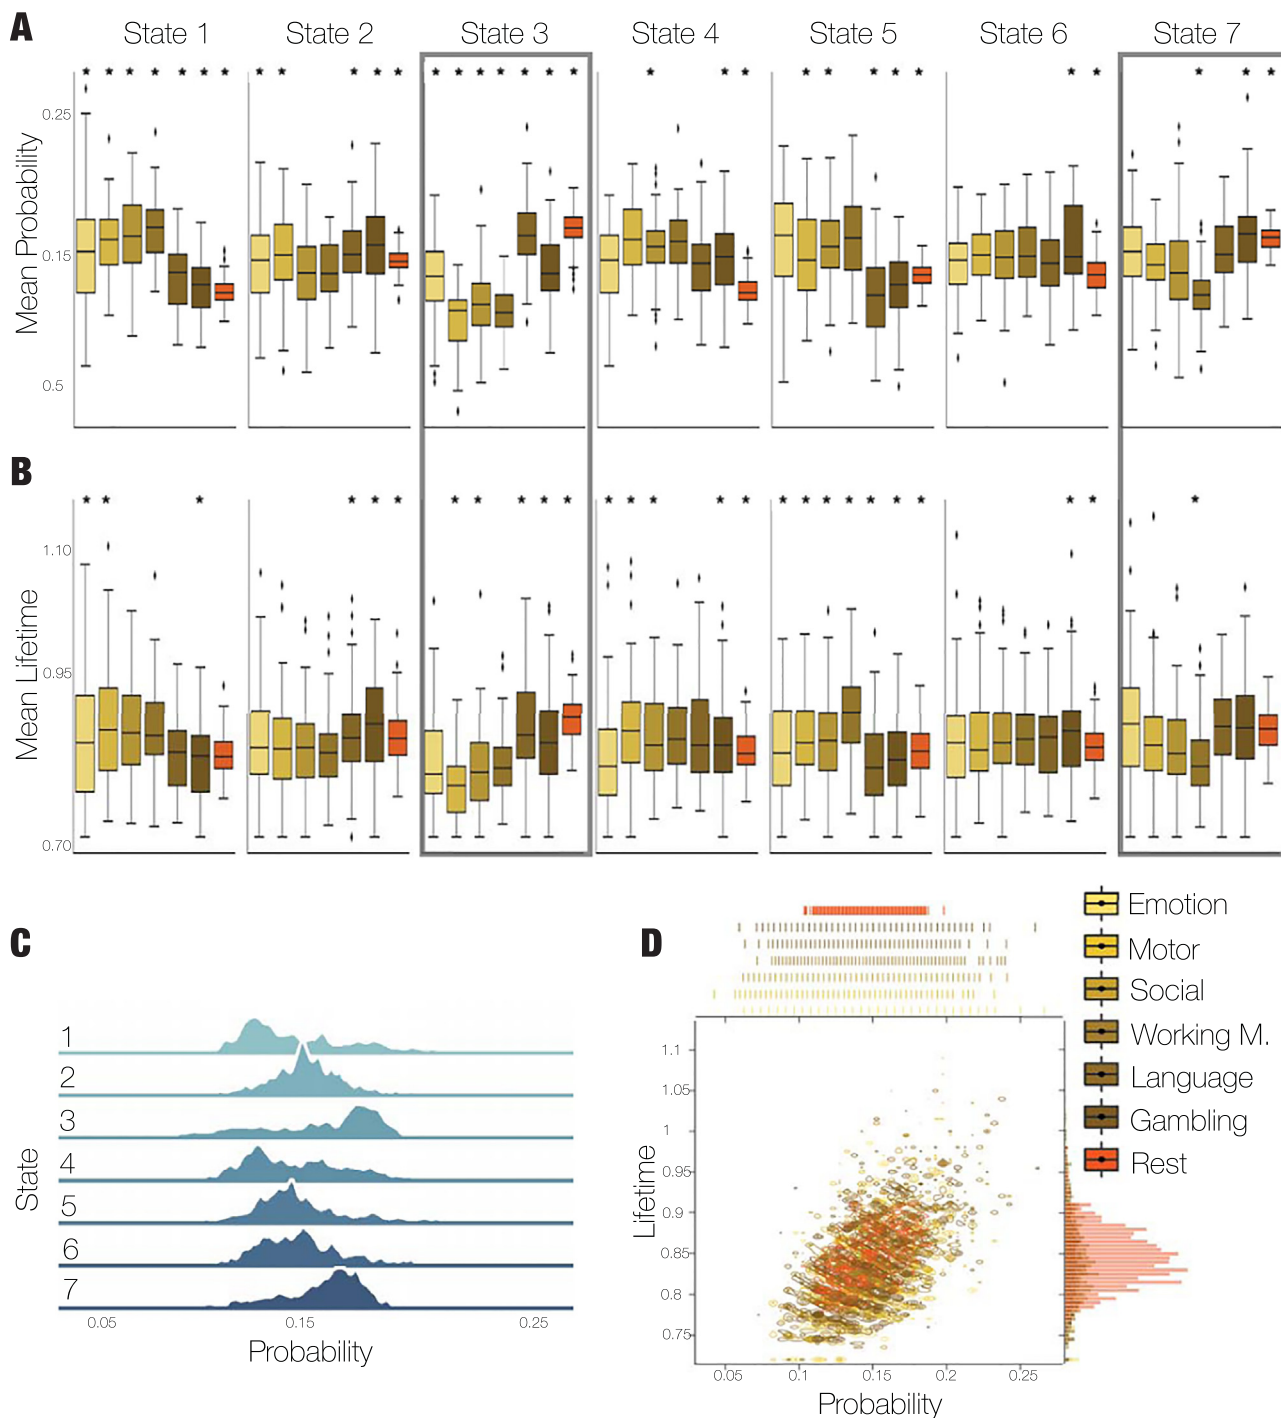 A
State 1 State 2 State 3 State 4 State 5 State 6 State 7
* * * * * * * * * * * * * * * * * * * * * * * * * * * * * * * * *
Mean Probability
0.25
0.15
0.5
B
* * * * * * * * * * * * * * * * * * * * * * * * * * *
Mean Lifetime
1.10
0.95
0.70
C
State
1
2
3
4
5
6
7
0.05 0.15 0.25
Probability
D
Lifetime
1.1
1.05
1
0.95
0.9
0.85
0.8
0.75
0.05 0.1 0.15 0.2 0.25
Probability
Emotion
Motor
Social
Working M.
Language
Gambling
Rest